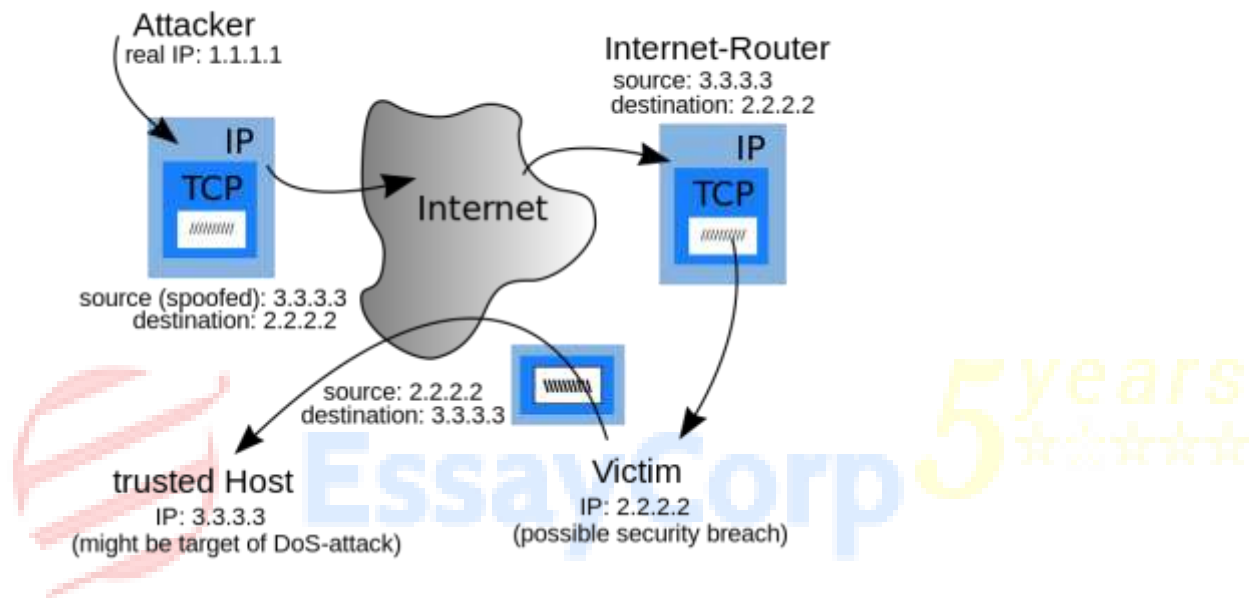 Attacker
real IP: 1.1.1.1
Internet-Router
source: 3.3.3.3
destination: 2.2.2.2
IP
TCP
//////////
Internet
IP
TCP
//////////
source (spoofed): 3.3.3.3
destination: 2.2.2.2
source: 2.2.2.2
destination: 3.3.3.3
\\\\\\\\\\
trusted Host
IP: 3.3.3.3
(might be target of DoS-attack)
Victim
IP: 2.2.2.2
(possible security breach)
EssayCorp
5 years